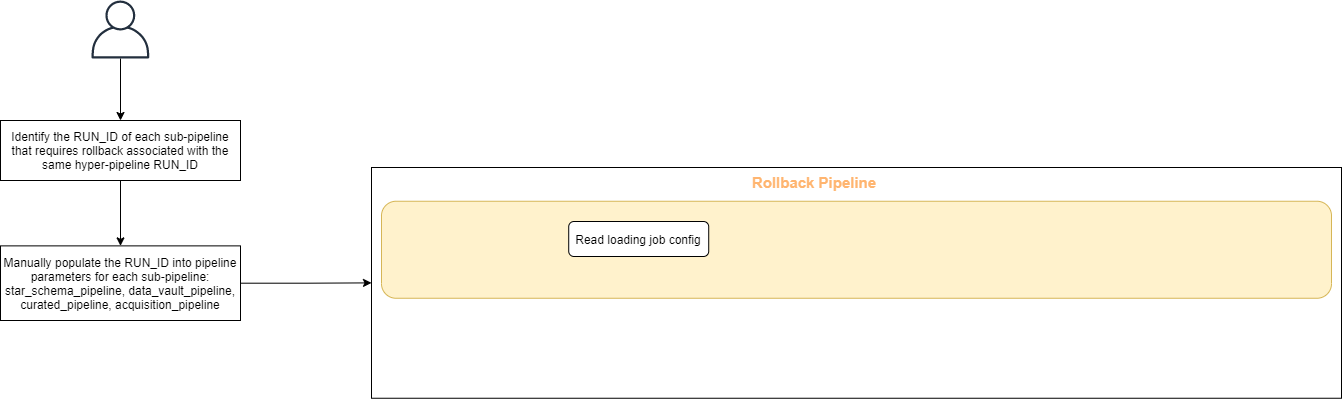 Identify the RUN_ID of each sub-pipeline
that requires rollback associated with the
same hyper-pipeline RUN_ID
Manually populate the RUN_ID into pipeline
parameters for each sub-pipeline:
star_schema_pipeline, data_vault_pipeline,
curated_pipeline, acquisition_pipeline
Rollback Pipeline
Read loading job config